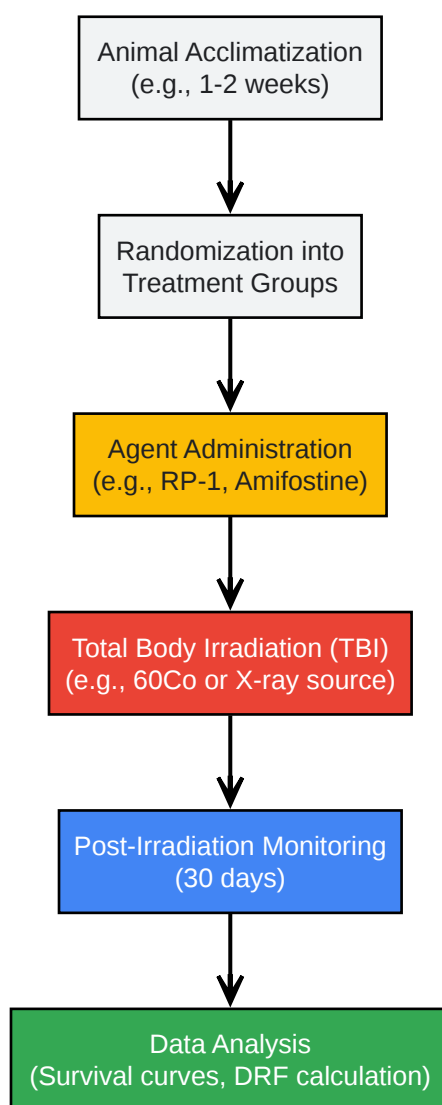 Animal Acclimatization
(e.g., 1-2 weeks)
Randomization into
Treatment Groups
Agent Administration
(e.g., RP-1, Amifostine)
Total Body Irradiation (TBI)
(e.g., 60Co or X-ray source)
Post-Irradiation Monitoring
(30 days)
Data Analysis
(Survival curves, DRF calculation)